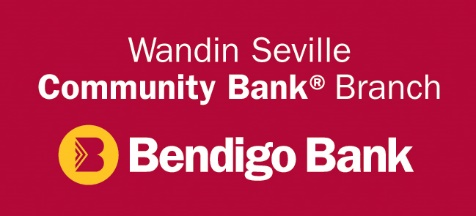 Wandin Seville
Community Bank® Branch
B Bendigo Bank